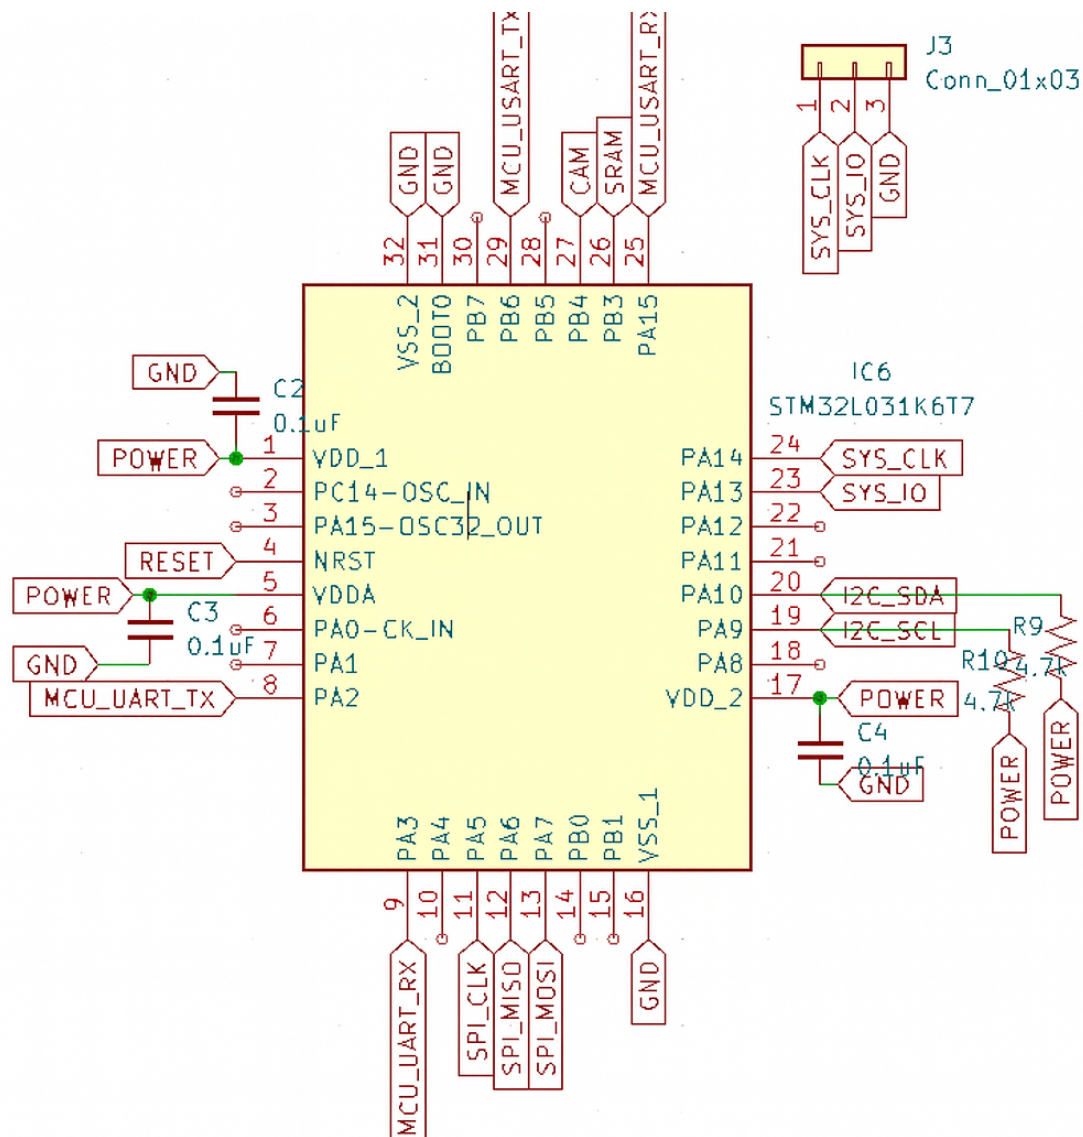 MCU_USART_TX
MCU_USART_RX
J3
Conn_01x03
1
2
3
SYS_CLK
SYS_IO
GND
GND
GND
CAM
SRAM
32
31
30
29
28
27
26
25
VSS_2
BOOT0
PB7
PB6
PB5
PB4
PB3
PA15
IC6
STM32L031K6T7
GND
C2
0.1uF
POWER
1
VDD_1
2
PC14-OSC_IN
3
PA15-OSC32_OUT
RESET
4
NRST
POWER
5
VDDA
C3
0.1uF
GND
6
PA0-CK_IN
7
PA1
MCU_UART_TX
8
PA2
PA14
24
SYS_CLK
PA13
23
SYS_IO
PA12
22
PA11
21
PA10
20
I2C_SDA
PA9
19
I2C_SCL
PA8
18
VDD_2
17
POWER
R9
4.7k
R10
4.7k
C4
0.1uF
GND
POWER
POWER
PA3
PA4
PA5
PA6
PA7
PB0
PB1
VSS_1
9
10
11
12
13
14
15
16
MCU_UART_RX
SPI_CLK
SPI_MISO
SPI_MOSI
GND